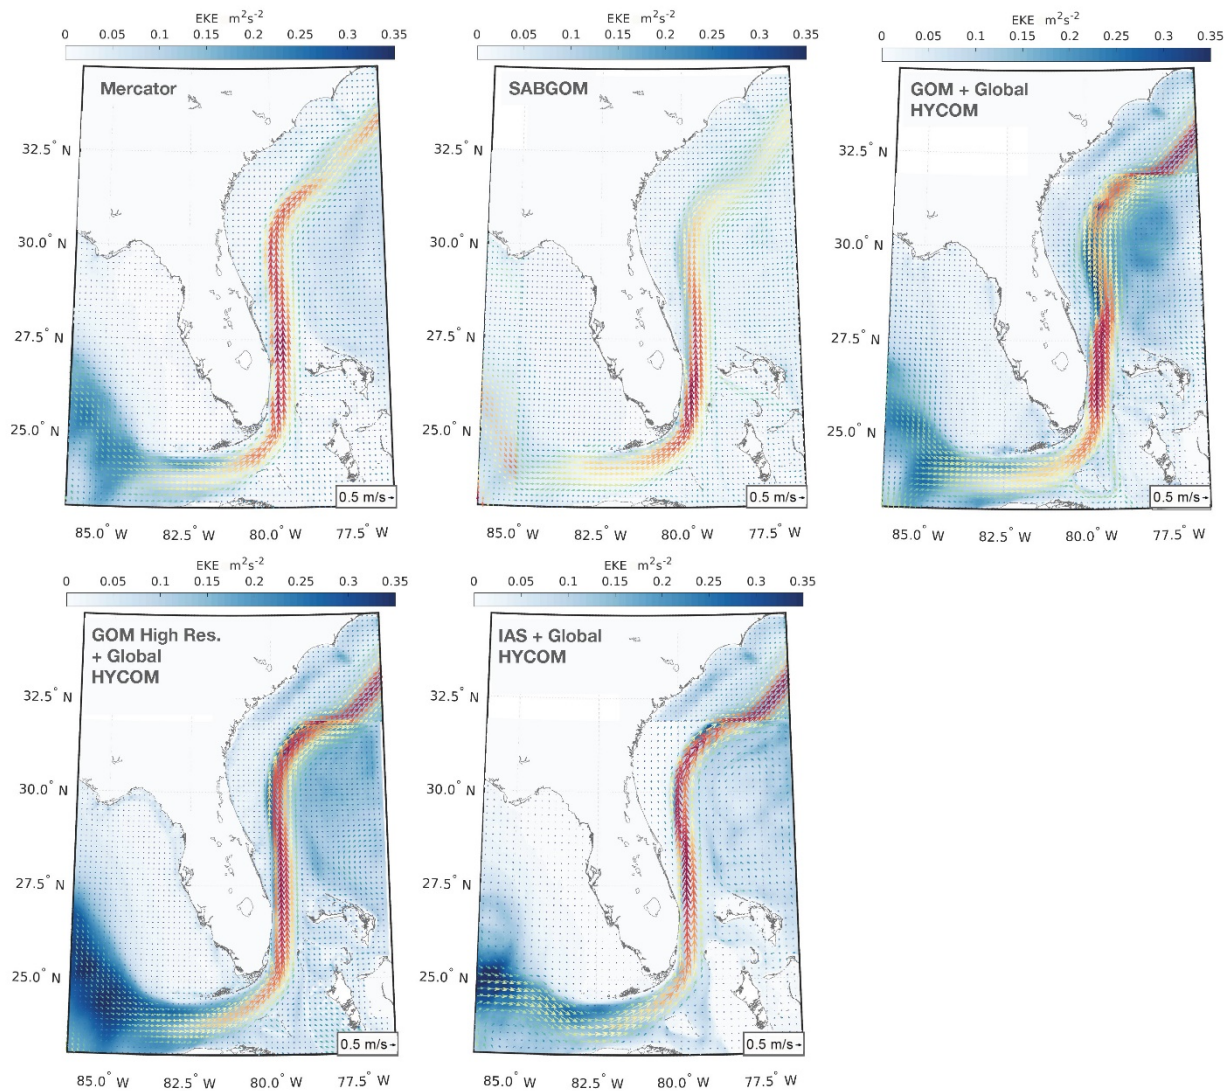 EKE m²s⁻²
0 0.05 0.1 0.15 0.2 0.25 0.3 0.35
Mercator
32.5° N
30.0° N
27.5° N
25.0° N
0.5 m/s
85.0° W 82.5° W 80.0° W 77.5° W
EKE m²s⁻²
0 0.05 0.1 0.15 0.2 0.25 0.3 0.35
SABGOM
32.5° N
30.0° N
27.5° N
25.0° N
0.5 m/s
85.0° W 82.5° W 80.0° W 77.5° W
EKE m²s⁻²
0 0.05 0.1 0.15 0.2 0.25 0.3 0.35
GOM + Global
HYCOM
32.5° N
30.0° N
27.5° N
25.0° N
0.5 m/s
85.0° W 82.5° W 80.0° W 77.5° W
EKE m²s⁻²
0 0.05 0.1 0.15 0.2 0.25 0.3 0.35
GOM High Res.
+ Global
HYCOM
32.5° N
30.0° N
27.5° N
25.0° N
0.5 m/s
85.0° W 82.5° W 80.0° W 77.5° W
EKE m²s⁻²
0 0.05 0.1 0.15 0.2 0.25 0.3 0.35
IAS + Global
HYCOM
32.5° N
30.0° N
27.5° N
25.0° N
0.5 m/s
85.0° W 82.5° W 80.0° W 77.5° W